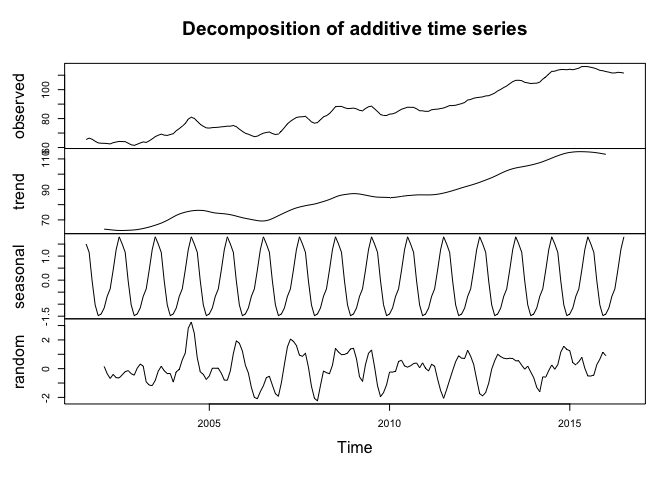 Decomposition of additive time series
observed
60 80 100
trend
70 90 110
seasonal
-1.5 0.0 1.0
random
-2 0 2
2005 2010 2015
Time